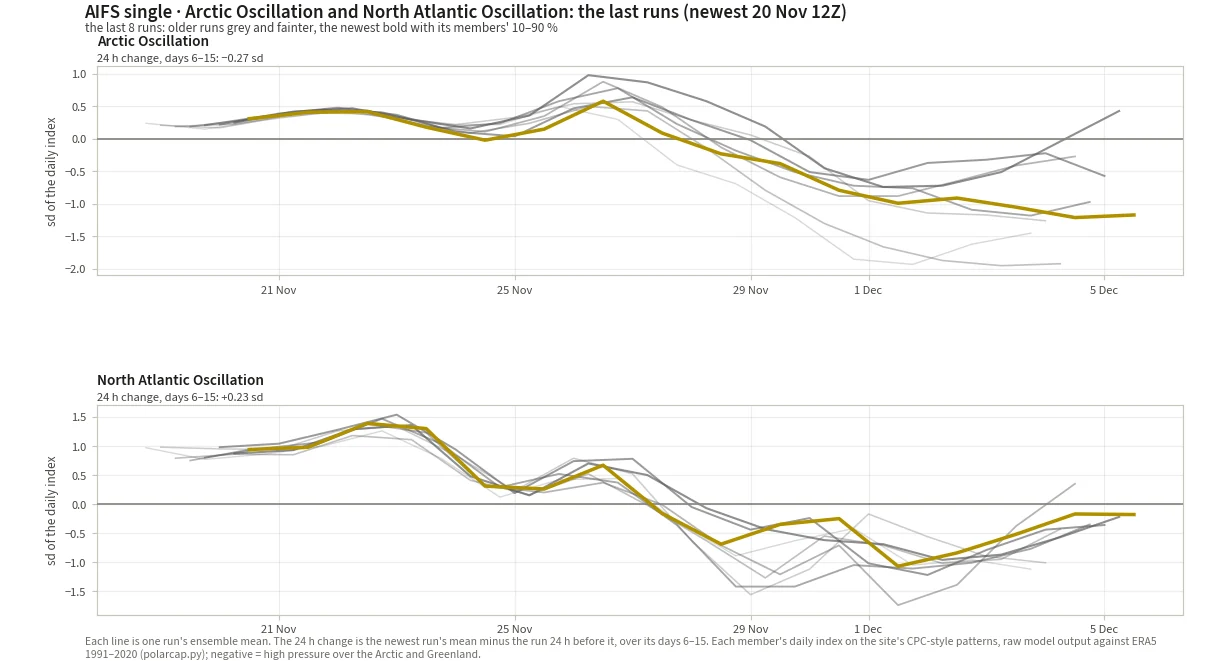 AIFS single · Arctic Oscillation and North Atlantic Oscillation: the last runs (newest 20 Nov 12Z)
the last 8 runs: older runs grey and fainter, the newest bold with its members' 10–90 %
Arctic Oscillation
24 h change, days 6–15: −0.27 sd
1.0
0.5
0.0
−0.5
−1.0
−1.5
−2.0
sd of the daily index
21 Nov
25 Nov
29 Nov
1 Dec
5 Dec
North Atlantic Oscillation
24 h change, days 6–15: +0.23 sd
1.5
1.0
0.5
0.0
−0.5
−1.0
−1.5
sd of the daily index
21 Nov
25 Nov
29 Nov
1 Dec
5 Dec
Each line is one run's ensemble mean. The 24 h change is the newest run's mean minus the run 24 h before it, over its days 6–15. Each member's daily index on the site's CPC-style patterns, raw model output against ERA5
1991–2020 (polarcap.py); negative = high pressure over the Arctic and Greenland.